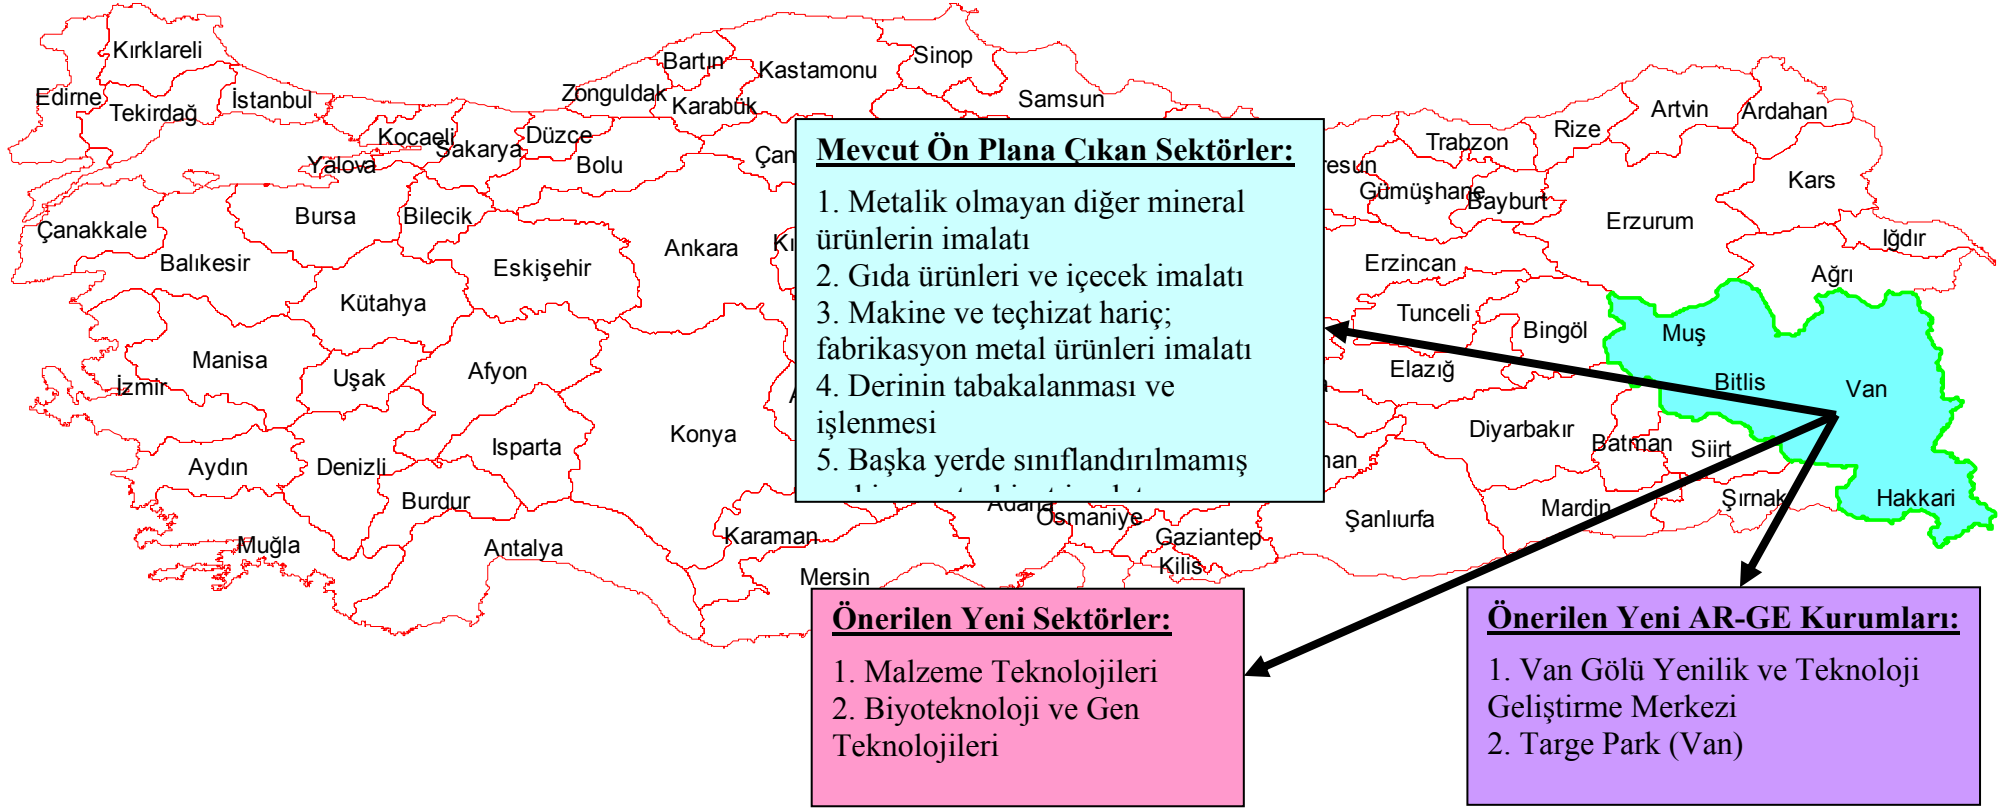 Kırklareli
Edirne
Tekirdağ
İstanbul
Kocaeli
Yalova
Sakarya
Düzce
Bolu
Zonguldak
Bartın
Karabük
Kastamonu
Sinop
Samsun
Çan
Çanakkale
Balıkesir
Bursa
Bilecik
Eskişehir
Ankara
Kı
Kütahya
Manisa
İzmir
Uşak
Afyon
Aydın
Denizli
Isparta
Burdur
Muğla
Antalya
Konya
Karaman
Mersin
Adana
Osmaniye
Gaziantep
Kilis
Şanlıurfa
man
Trabzon
Rize
Artvin
Ardahan
resun
Gümüşhane
Bayburt
Erzurum
Kars
Iğdır
Ağrı
Erzincan
Tunceli
Bingöl
Elazığ
Diyarbakır
Batman
Siirt
Mardin
Şırnak
Muş
Bitlis
Van
Hakkari
Mevcut Ön Plana Çıkan Sektörler:
1. Metalik olmayan diğer mineral
ürünlerin imalatı
2. Gıda ürünleri ve içecek imalatı
3. Makine ve teçhizat hariç;
fabrikasyon metal ürünleri imalatı
4. Derinin tabakalanması ve
işlenmesi
5. Başka yerde sınıflandırılmamış
Önerilen Yeni Sektörler:
1. Malzeme Teknolojileri
2. Biyoteknoloji ve Gen
Teknolojileri
Önerilen Yeni AR-GE Kurumları:
1. Van Gölü Yenilik ve Teknoloji
Geliştirme Merkezi
2. Targe Park (Van)